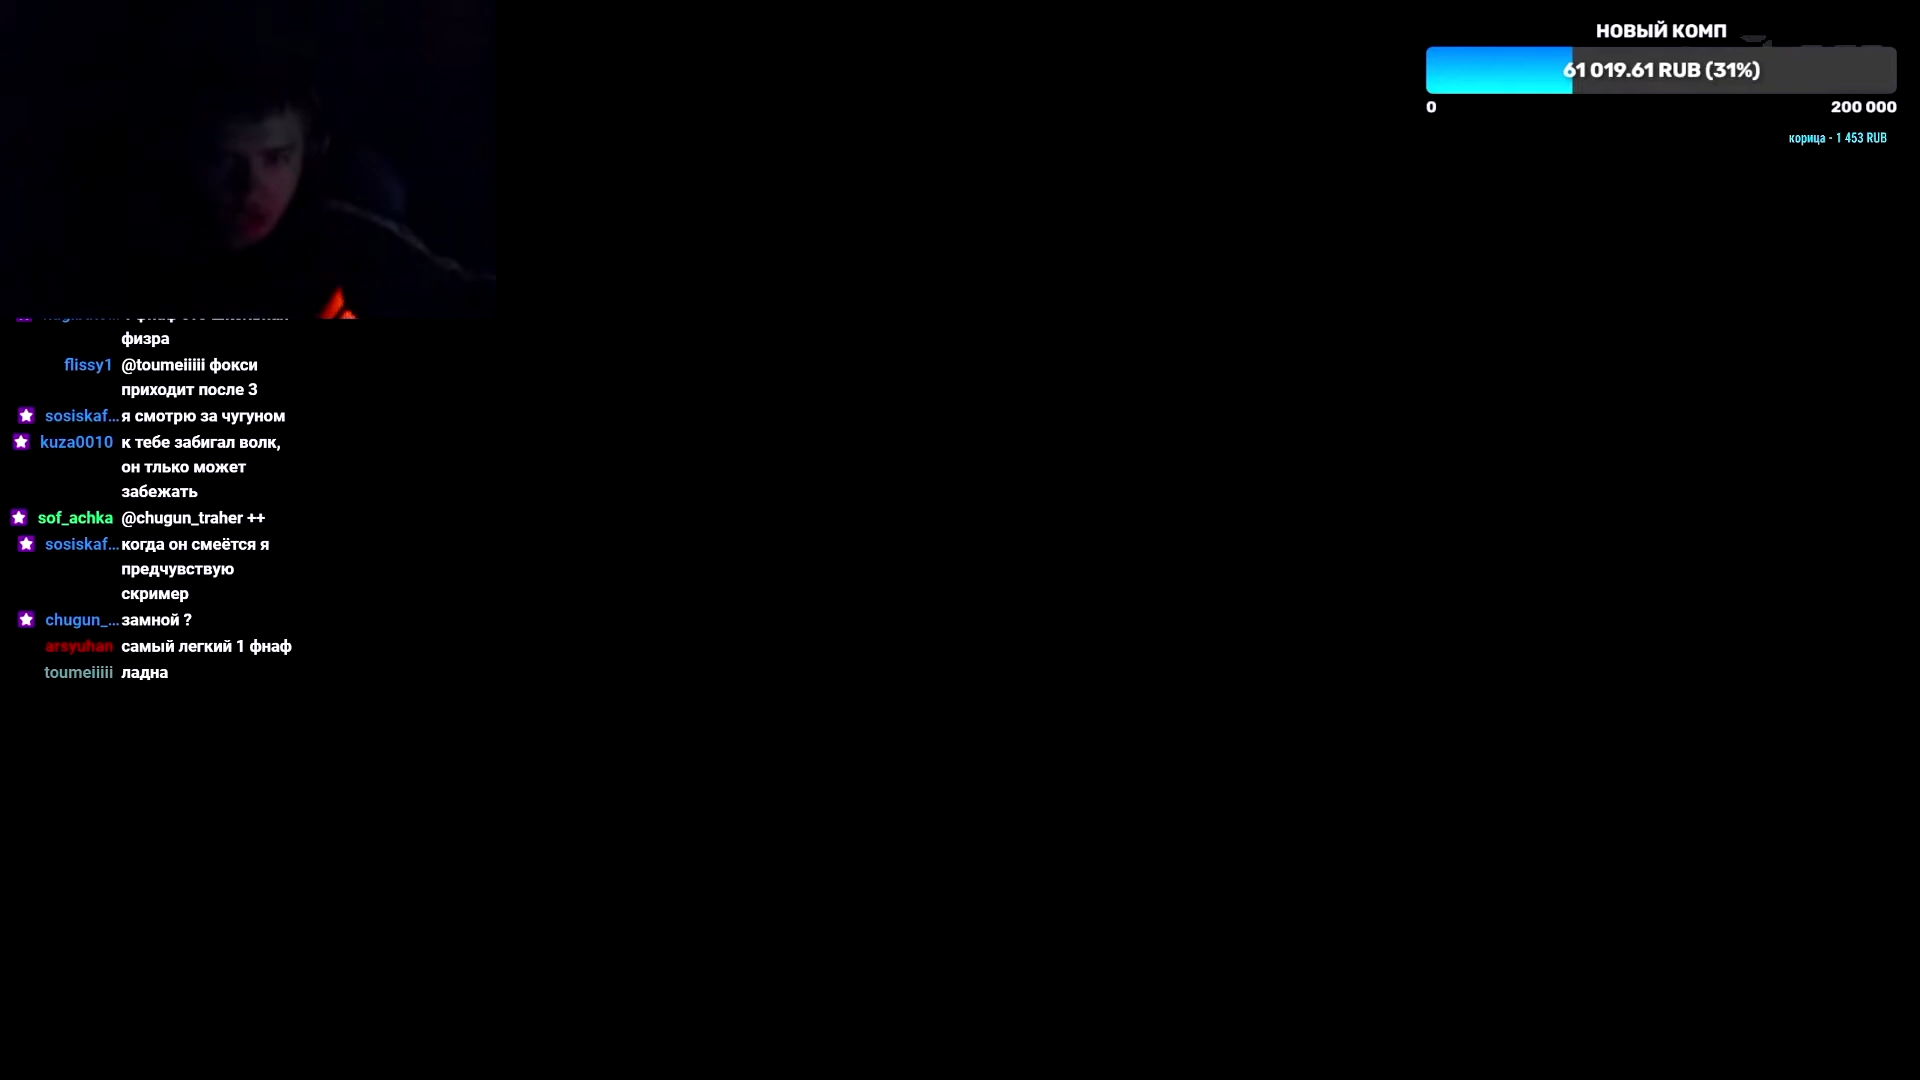 НОВЫЙ КОМП
61 019.61 RUB (31%)
0 200 000
корица - 1 453 RUB
физра
flissy1 @toumeiiiii фокси
приходит после 3
sosiskaf... я смотрю за чугуном
kuza0010 к тебе забигал волк,
он тлько может
забежать
sof_achka @chugun_traher ++
sosiskaf... когда он смеётся я
предчувствую
скример
chugun_... замной ?
arsyuhan самый легкий 1 фнаф
toumeiiiii ладна